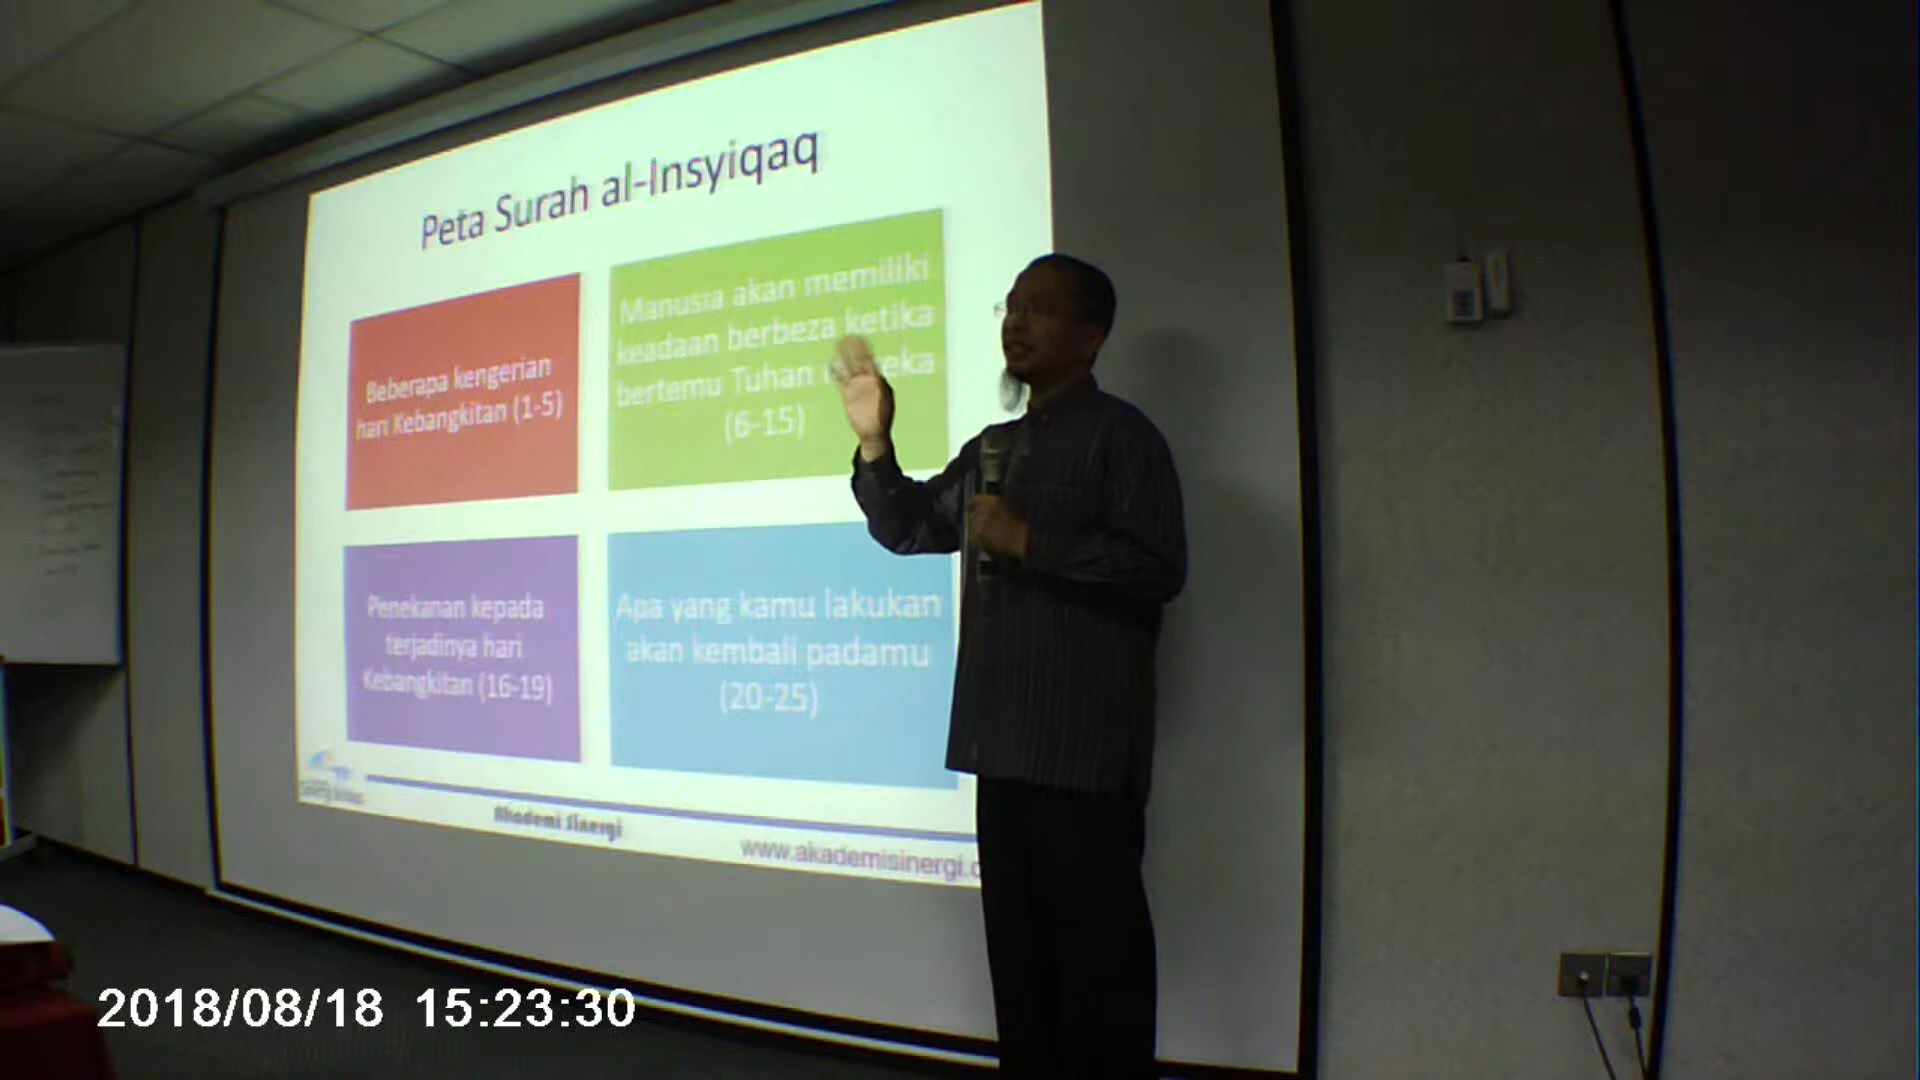 Peta Surah al-Insyiqaq
Beberapa kengerian
hari Kebangkitan (1-5)
Manusia akan memiliki
keadaan berbeza ketika
bertemu Tuhan
(6-15)
Penekanan kepada
terjadinya hari
Kebangkitan (16-19)
Apa yang kamu lakukan
akan kembali padamu
(20-25)
Akademi Sinergi
www.akademisinergi.c
2018/08/18 15:23:30